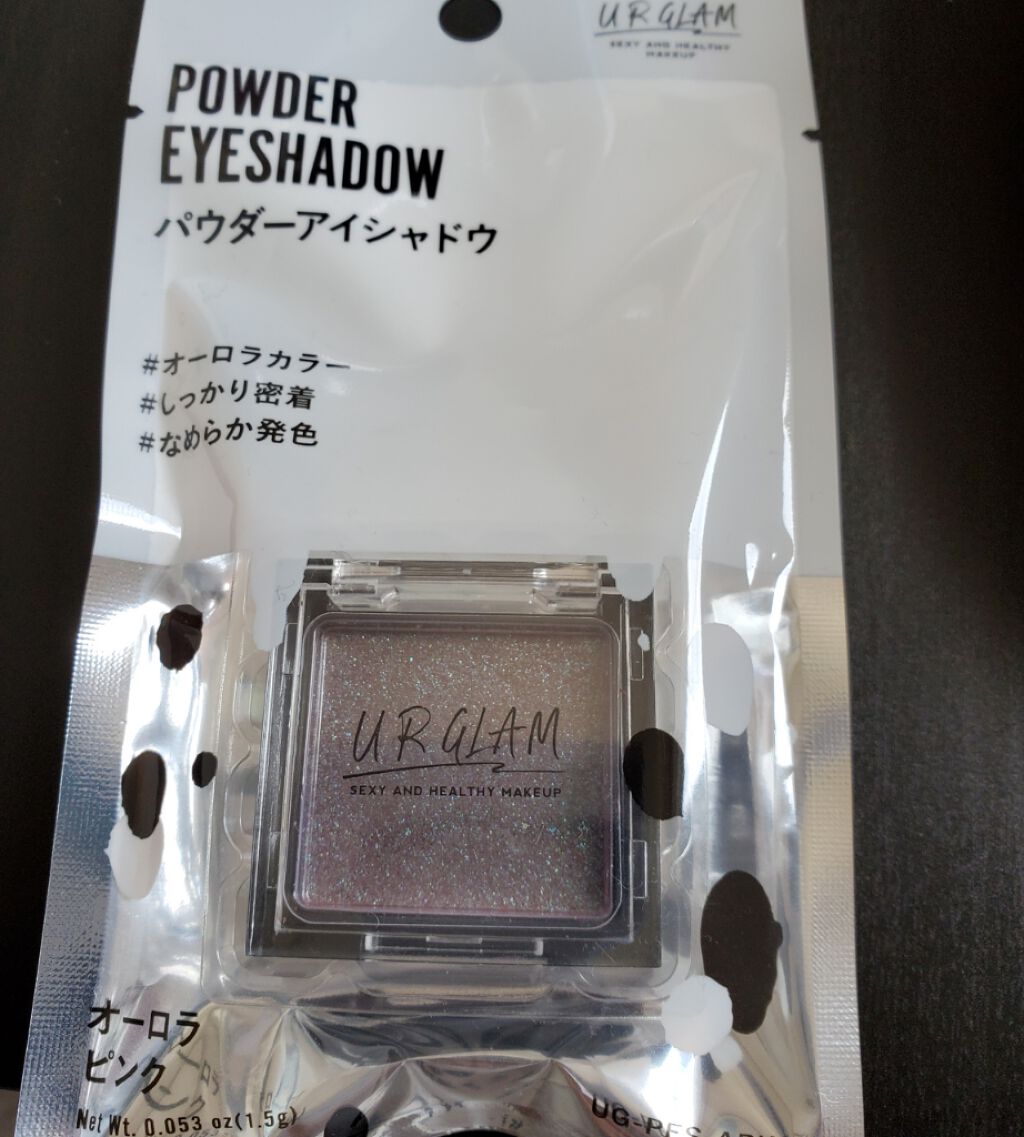 UR GLAM
SEXY AND HEALTHY
MAKEUP
POWDER
EYESHADOW
パウダーアイシャドウ
#オーロラカラー
#しっかり密着
#なめらか発色
UR GLAM
SEXY AND HEALTHY MAKEUP
オーロラ
ピンク
Net Wt. 0.053 oz(1.5g)